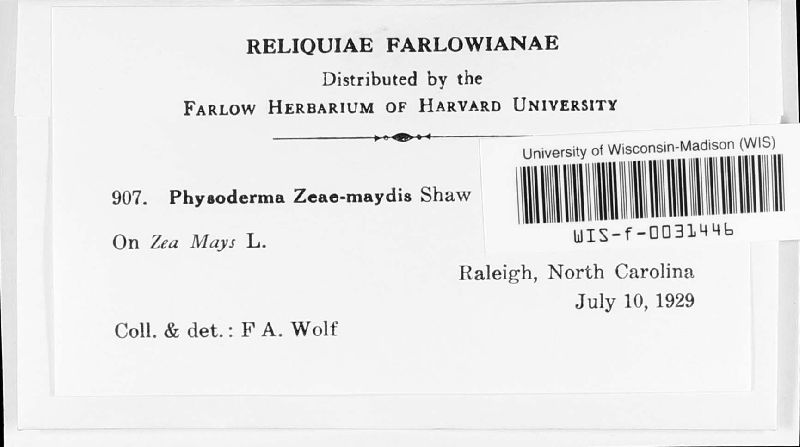 RELIQUIAE FARLOWIANAE
Distributed by the
FARLOW HERBARIUM OF HARVARD UNIVERSITY
University of Wisconsin-Madison (WIS)
WIS-f-0031446
907. Physoderma Zeae-maydis Shaw
On Zea Mays L.
Raleigh, North Carolina
July 10, 1929
Coll. & det.: F A. Wolf